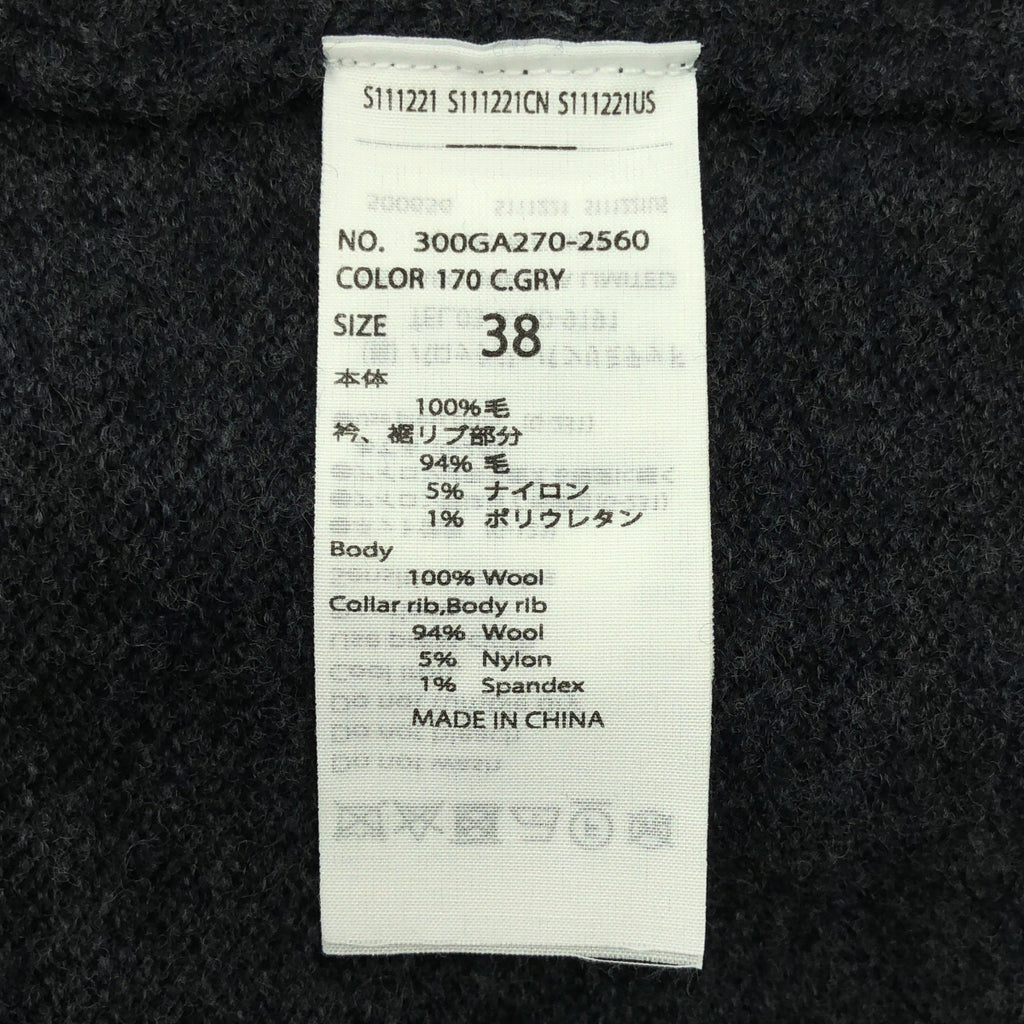 S111221 S111221CN S111221US
NO. 300GA270-2560
COLOR 170 C.GRY
SIZE 38
本体
100% 毛
衿、裾リブ部分
94% 毛
5% ナイロン
1% ポリウレタン
Body
100% Wool
Collar rib,Body rib
94% Wool
5% Nylon
1% Spandex
MADE IN CHINA